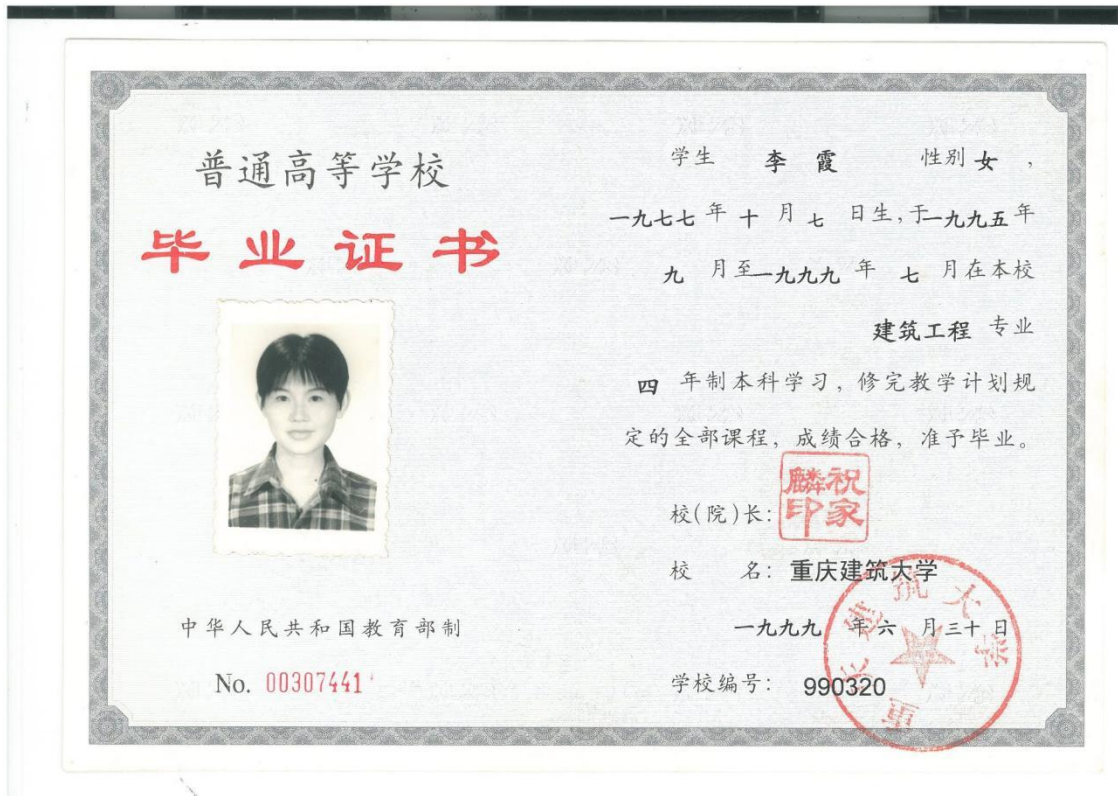 普通高等学校
毕业证书
中华人民共和国教育部制
No. 00307441
学生 李霞 性别 女，
一九七七 年 十 月 七 日生，于一九九五年
九 月至一九九九 年 七 月在本校
建筑工程 专业
四 年制本科学习，修完教学计划规
定的全部课程，成绩合格，准予毕业。
校(院)长：
祝家麟印
校 名：重庆建筑大学
一九九九 年 六 月 三十 日
学校编号：990320
重庆建筑大学